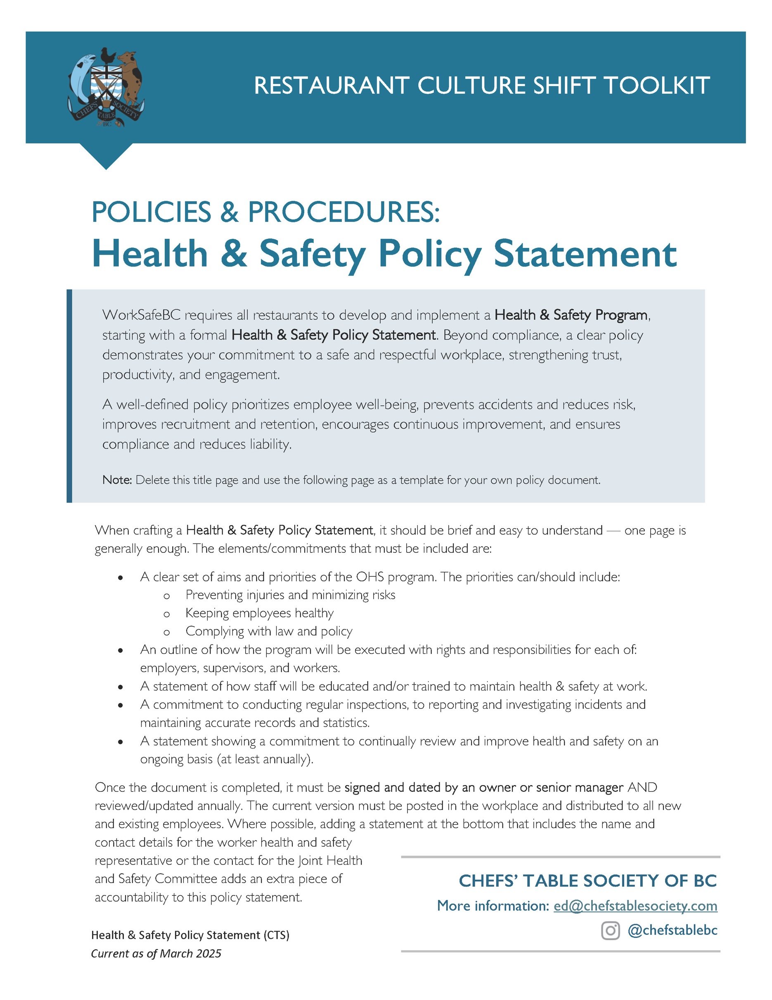 CHEFS TABLE SOCIETY
BC
RESTAURANT CULTURE SHIFT TOOLKIT
POLICIES & PROCEDURES:
Health & Safety Policy Statement
WorkSafeBC requires all restaurants to develop and implement a Health & Safety Program,
starting with a formal Health & Safety Policy Statement. Beyond compliance, a clear policy
demonstrates your commitment to a safe and respectful workplace, strengthening trust,
productivity, and engagement.
A well-defined policy prioritizes employee well-being, prevents accidents and reduces risk,
improves recruitment and retention, encourages continuous improvement, and ensures
compliance and reduces liability.
Note: Delete this title page and use the following page as a template for your own policy document.
When crafting a Health & Safety Policy Statement, it should be brief and easy to understand — one page is
generally enough. The elements/commitments that must be included are:
• A clear set of aims and priorities of the OHS program. The priorities can/should include:
o Preventing injuries and minimizing risks
o Keeping employees healthy
o Complying with law and policy
• An outline of how the program will be executed with rights and responsibilities for each of:
employers, supervisors, and workers.
• A statement of how staff will be educated and/or trained to maintain health & safety at work.
• A commitment to conducting regular inspections, to reporting and investigating incidents and
maintaining accurate records and statistics.
• A statement showing a commitment to continually review and improve health and safety on an
ongoing basis (at least annually).
Once the document is completed, it must be signed and dated by an owner or senior manager AND
reviewed/updated annually. The current version must be posted in the workplace and distributed to all new
and existing employees. Where possible, adding a statement at the bottom that includes the name and
contact details for the worker health and safety
representative or the contact for the Joint Health
and Safety Committee adds an extra piece of
accountability to this policy statement.
CHEFS’ TABLE SOCIETY OF BC
More information: ed@chefstablesociety.com
@chefstablebc
Health & Safety Policy Statement (CTS)
Current as of March 2025